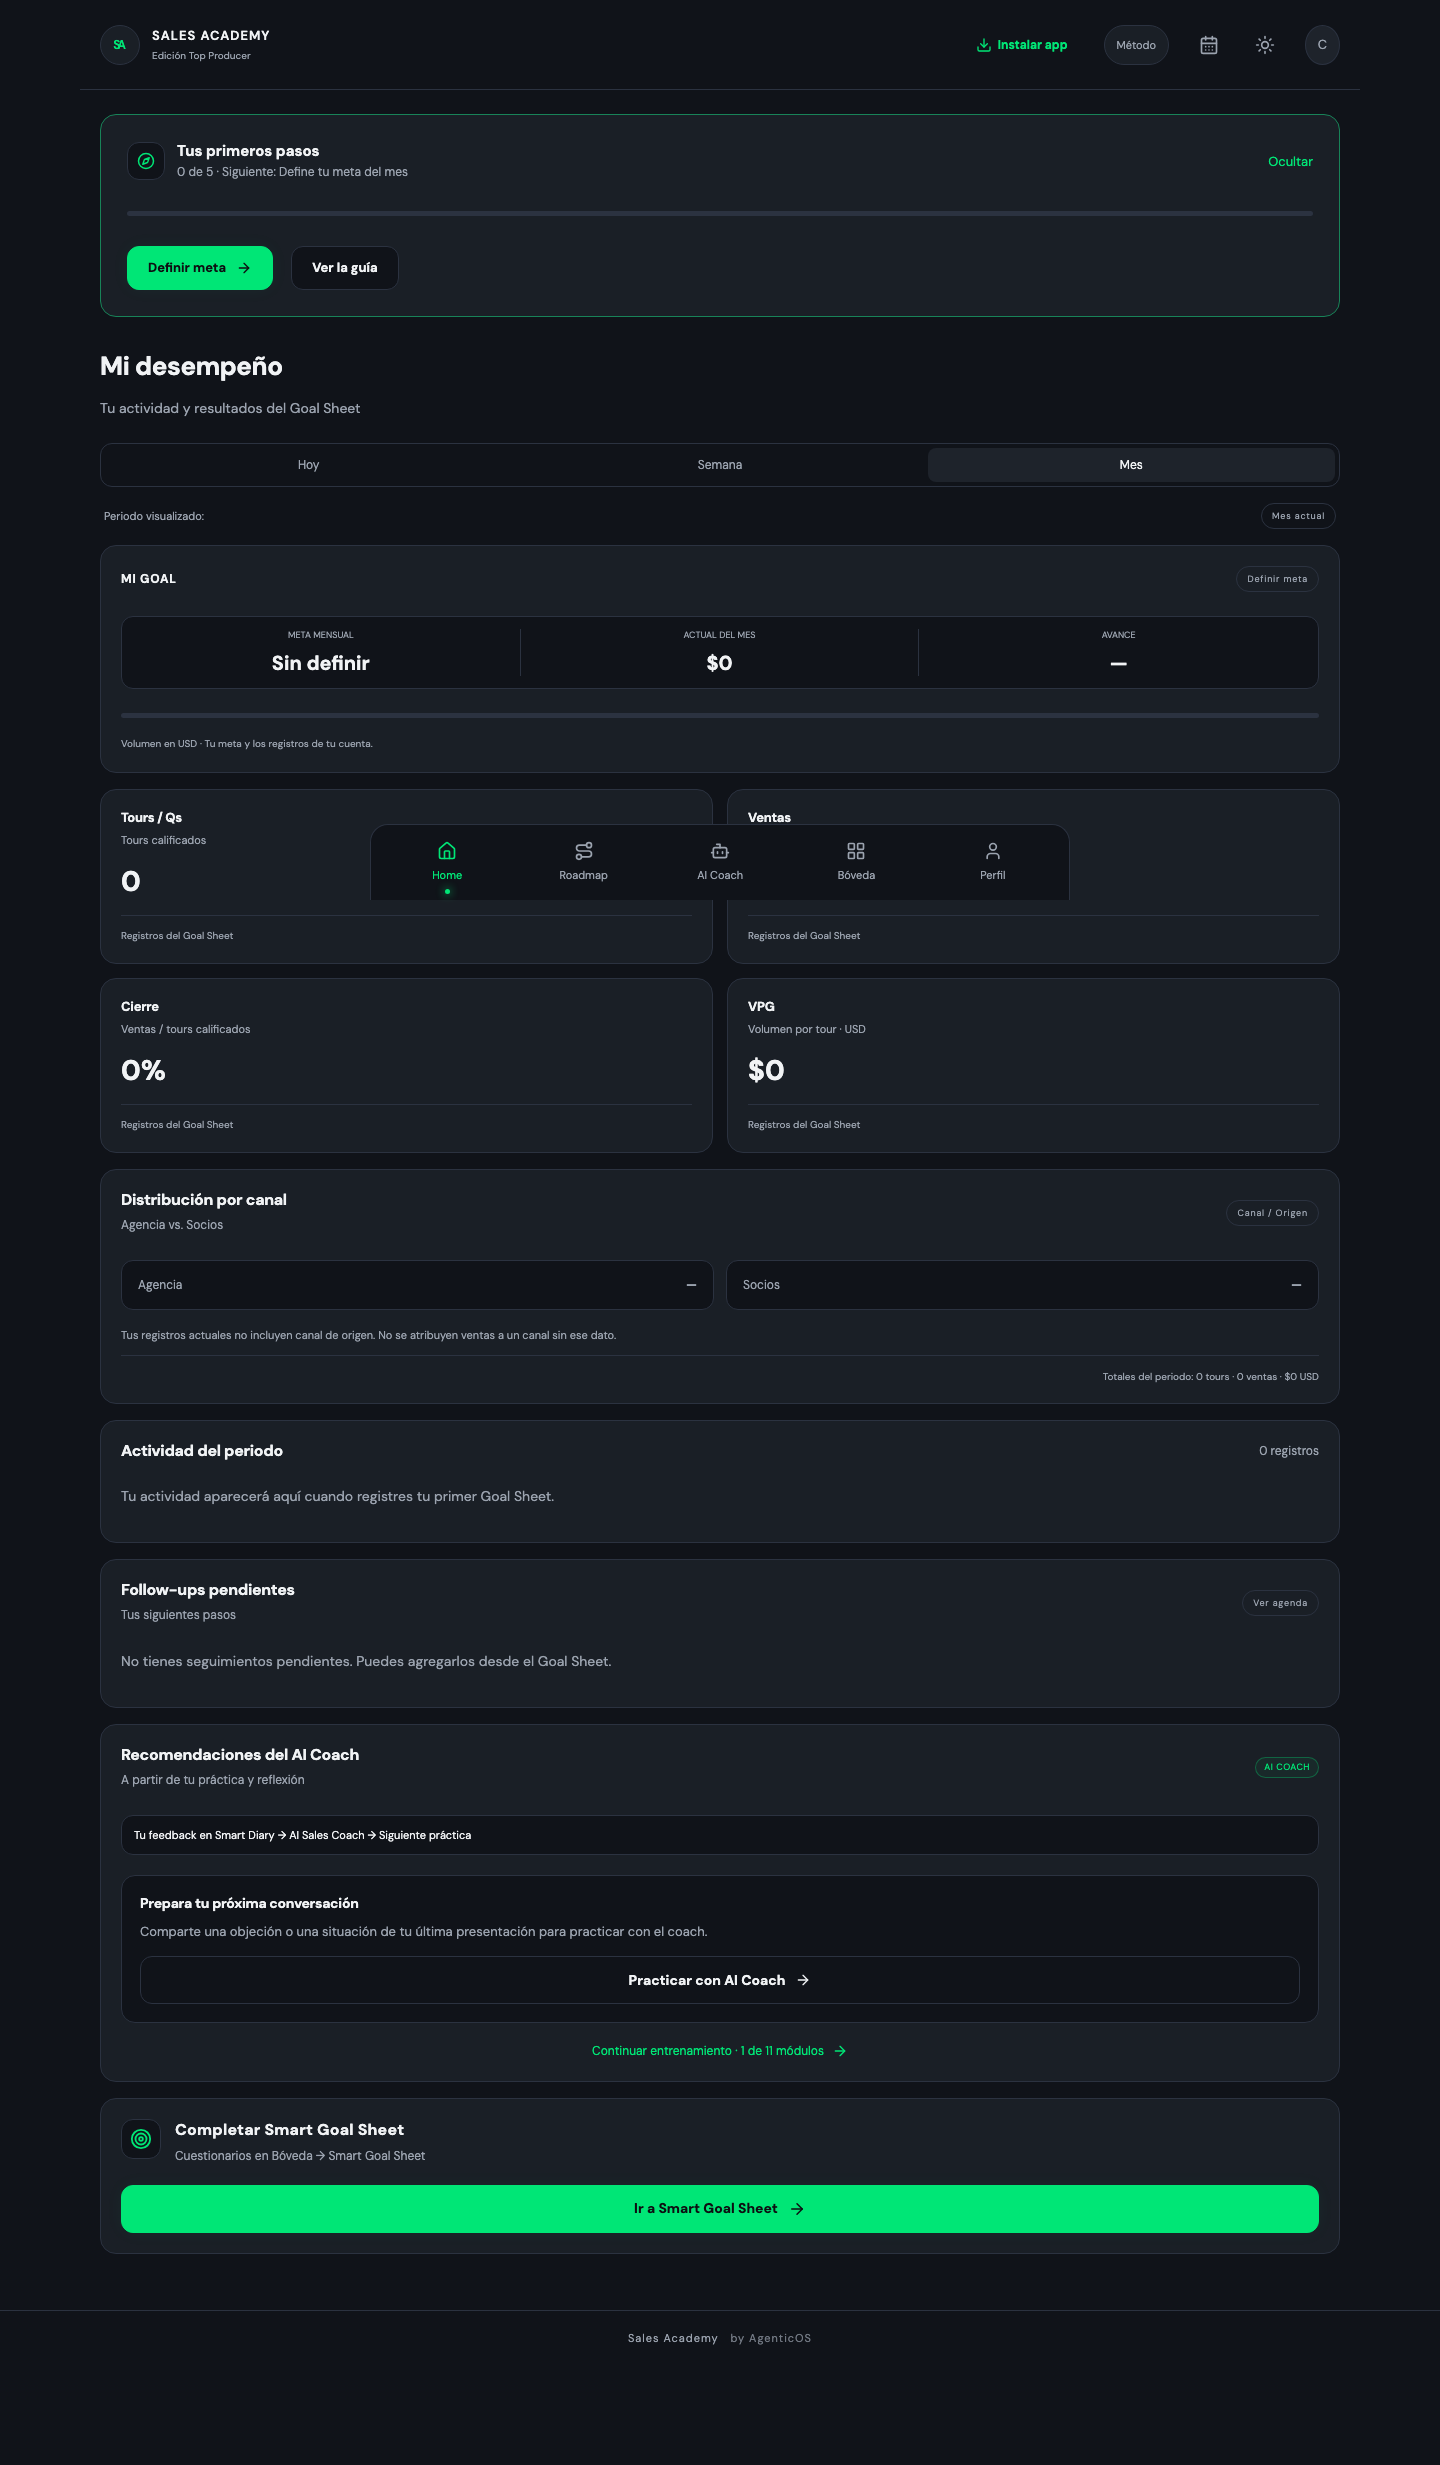 SA
SALES ACADEMY
Edición Top Producer
Instalar app
Método
C
Tus primeros pasos
0 de 5 · Siguiente: Define tu meta del mes
Ocultar
Definir meta →
Ver la guía
Mi desempeño
Tu actividad y resultados del Goal Sheet
Hoy
Semana
Mes
Periodo visualizado:
Mes actual
MI GOAL
Definir meta
META MENSUAL
Sin definir
ACTUAL DEL MES
$0
AVANCE
—
Volumen en USD · Tu meta y los registros de tu cuenta.
Tours / Qs
Tours calificados
0
Registros del Goal Sheet
Ventas
Registros del Goal Sheet
Home
Roadmap
AI Coach
Bóveda
Perfil
Cierre
Ventas / tours calificados
0%
Registros del Goal Sheet
VPG
Volumen por tour · USD
$0
Registros del Goal Sheet
Distribución por canal
Agencia vs. Socios
Canal / Origen
Agencia —
Socios —
Tus registros actuales no incluyen canal de origen. No se atribuyen ventas a un canal sin ese dato.
Totales del periodo: 0 tours · 0 ventas · $0 USD
Actividad del periodo
0 registros
Tu actividad aparecerá aquí cuando registres tu primer Goal Sheet.
Follow-ups pendientes
Tus siguientes pasos
Ver agenda
No tienes seguimientos pendientes. Puedes agregarlos desde el Goal Sheet.
Recomendaciones del AI Coach
A partir de tu práctica y reflexión
AI COACH
Tu feedback en Smart Diary → AI Sales Coach → Siguiente práctica
Prepara tu próxima conversación
Comparte una objeción o una situación de tu última presentación para practicar con el coach.
Practicar con AI Coach →
Continuar entrenamiento · 1 de 11 módulos →
Completar Smart Goal Sheet
Cuestionarios en Bóveda → Smart Goal Sheet
Ir a Smart Goal Sheet →
Sales Academy by AgenticOS